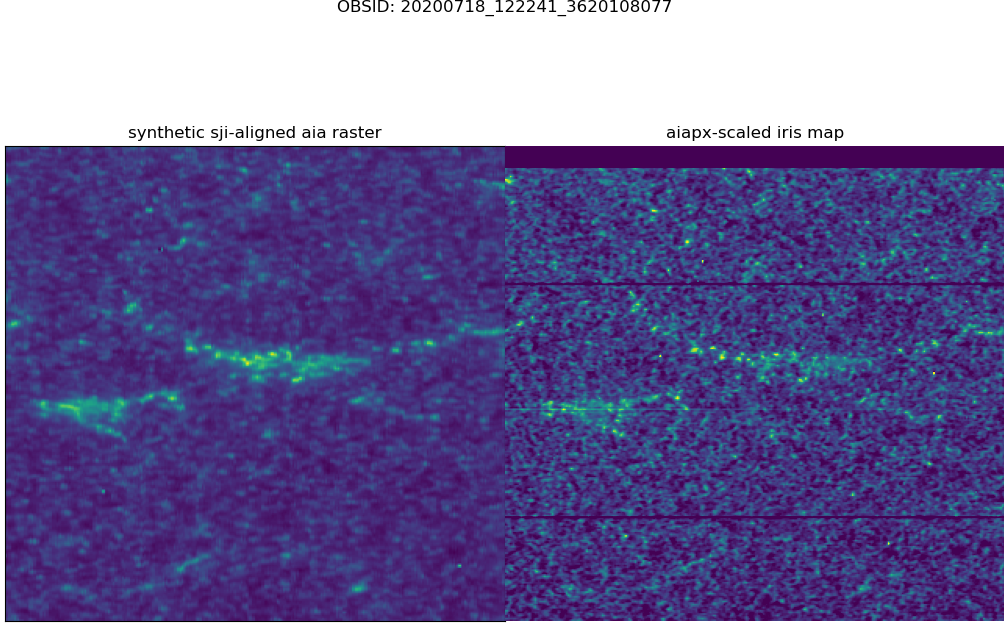 OBSID: 20200718_122241_3620108077
synthetic sji-aligned aia raster
aiapx-scaled iris map